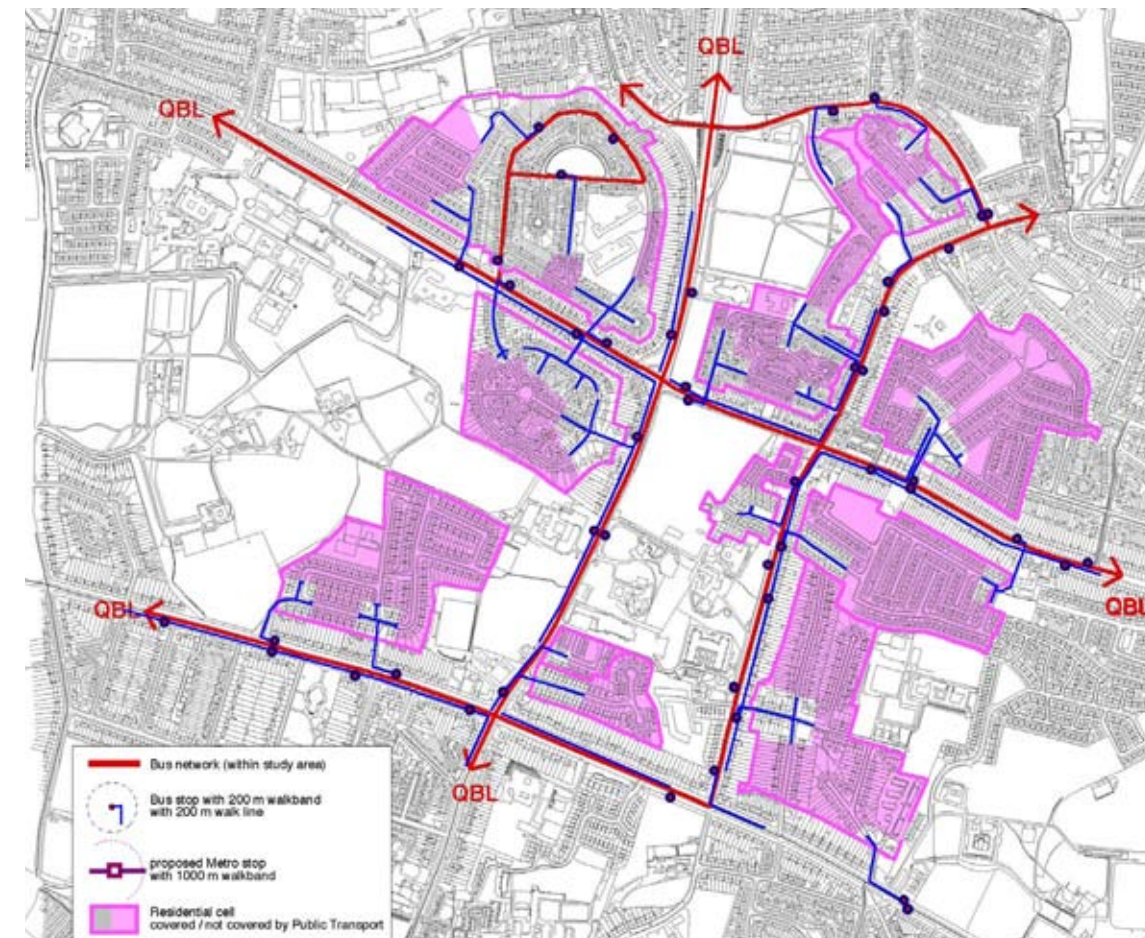 QBL
QBL
QBL
QBL
QBL
Bus network (within study area)
Bus stop with 200 m walkband
with 200 m walk line
proposed Metro stop
with 1000 m walkband
Residential cell
covered / not covered by Public Transport